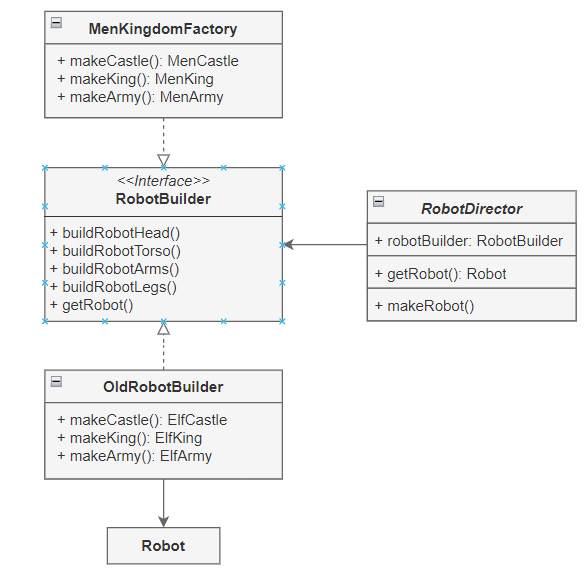 MenKingdomFactory
+ makeCastle(): MenCastle
+ makeKing(): MenKing
+ makeArmy(): MenArmy
<<Interface>>
RobotBuilder
+ buildRobotHead()
+ buildRobotTorso()
+ buildRobotArms()
+ buildRobotLegs()
+ getRobot()
RobotDirector
+ robotBuilder: RobotBuilder
+ getRobot(): Robot
+ makeRobot()
OldRobotBuilder
+ makeCastle(): ElfCastle
+ makeKing(): ElfKing
+ makeArmy(): ElfArmy
Robot